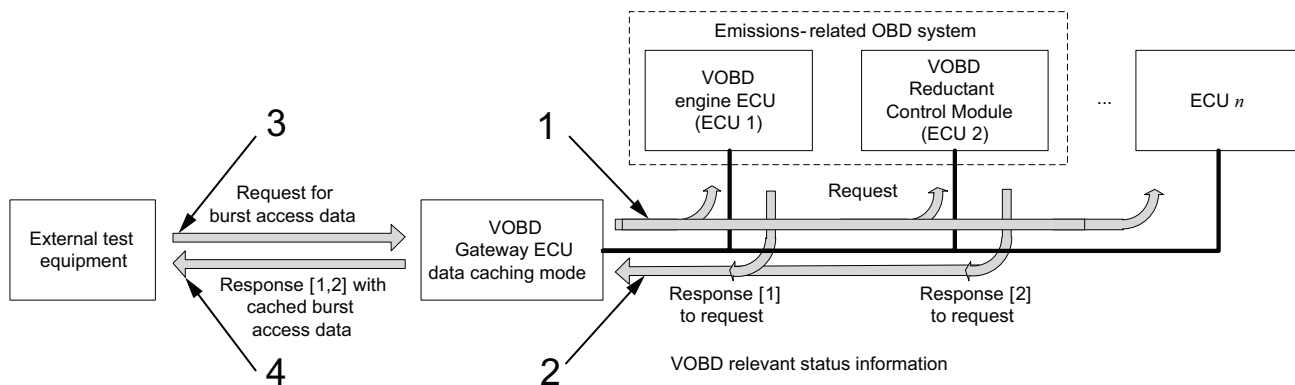 Emissions-related OBD system
VOBD
engine ECU
(ECU 1)
VOBD
Reductant
Control Module
(ECU 2)
...
ECU n
3
1
Request for
burst access data
Request
External test
equipment
VOBD
Gateway ECU
data caching mode
Response [1,2] with
cached burst
access data
Response [1]
to request
Response [2]
to request
4
2
VOBD relevant status information